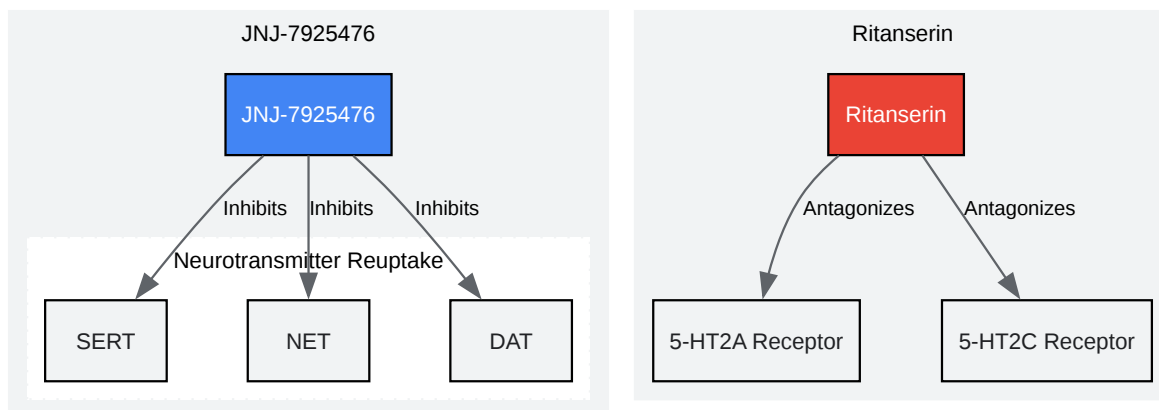 JNJ-7925476
JNJ-7925476
Inhibits
Inhibits
Inhibits
Neurotransmitter Reuptake
SERT
NET
DAT
Ritanserin
Ritanserin
Antagonizes
Antagonizes
5-HT2A Receptor
5-HT2C Receptor